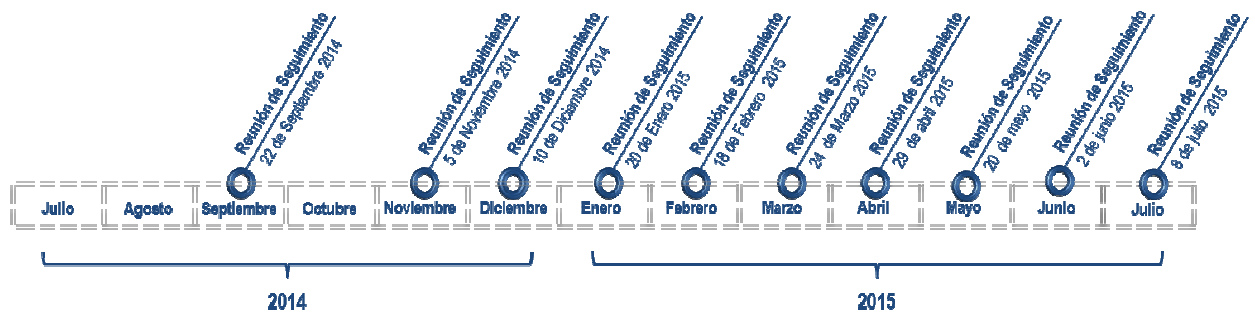 Reunión de Seguimiento
22 de Septiembre 2014
Reunión de Seguimiento
5 de Noviembre 2014
Reunión de Seguimiento
10 de Diciembre 2014
Reunión de Seguimiento
20 de Enero 2015
Reunión de Seguimiento
18 de Febrero 2015
Reunión de Seguimiento
24 de Marzo 2015
Reunión de Seguimiento
29 de abril 2015
Reunión de Seguimiento
20 de mayo 2015
Reunión de Seguimiento
2 de junio 2015
Reunión de Seguimiento
8 de julio 2015
Julio Agosto Septiembre Octubre Noviembre Diciembre Enero Febrero Marzo Abril Mayo Junio Julio
2014 2015